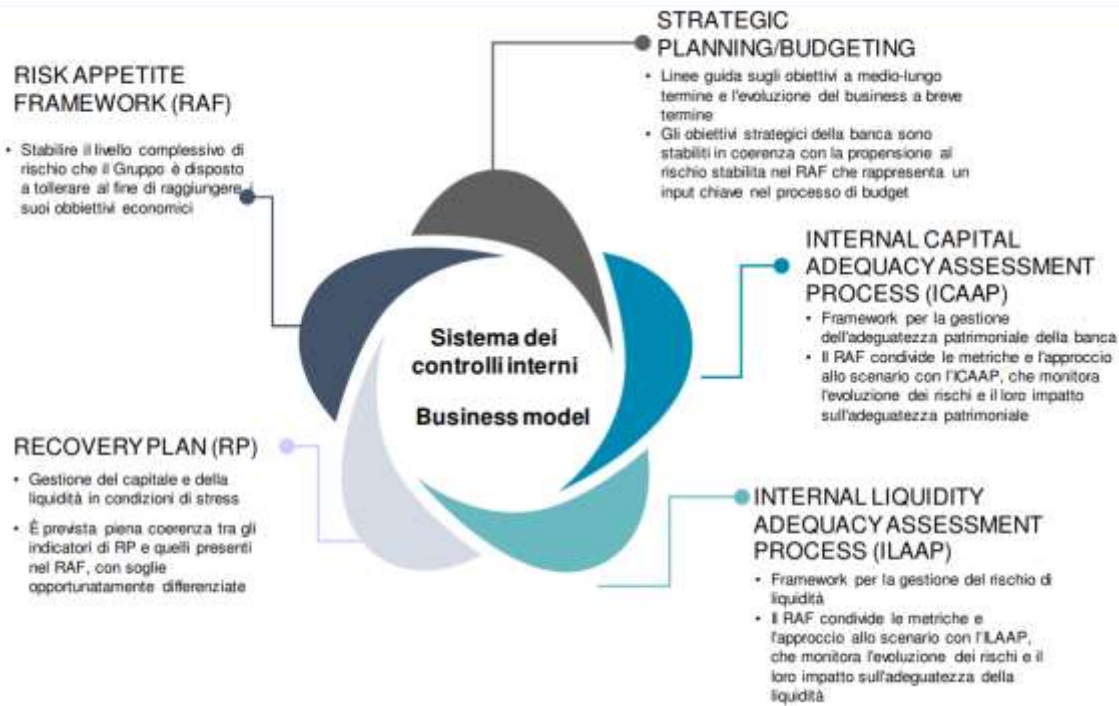 STRATEGIC
PLANNING/BUDGETING
• Linee guida sugli obiettivi a medio-lungo
termine e l'evoluzione del business a breve
termine
• Gli obiettivi strategici della banca sono
stabiliti in coerenza con la propensione al
rischio stabilita nel RAF che rappresenta un
input chiave nel processo di budget
RISK APPETITE
FRAMEWORK (RAF)
• Stabilire il livello complessivo di
rischio che il Gruppo è disposto
a tollerare al fine di raggiungere i
suoi obbiettivi economici
INTERNAL CAPITAL
ADEQUACY ASSESSMENT
PROCESS (ICAAP)
• Framework per la gestione
dell'adeguatezza patrimoniale della banca
• Il RAF condivide le metriche e l'approccio
allo scenario con l'ICAAP, che monitora
l'evoluzione dei rischi e il loro impatto
sull'adeguatezza patrimoniale
Sistema dei
controlli interni
Business model
RECOVERY PLAN (RP)
• Gestione del capitale e della
liquidità in condizioni di stress
• È prevista piena coerenza tra gli
indicatori di RP e quelli presenti
nel RAF, con soglie
opportunatamente differenziate
INTERNAL LIQUIDITY
ADEQUACY ASSESSMENT
PROCESS (ILAAP)
• Framework per la gestione del rischio di
liquidità
• Il RAF condivide le metriche e
l'approccio allo scenario con l'ILAAP,
che monitora l'evoluzione dei rischi e il
loro impatto sull'adeguatezza della
liquidità